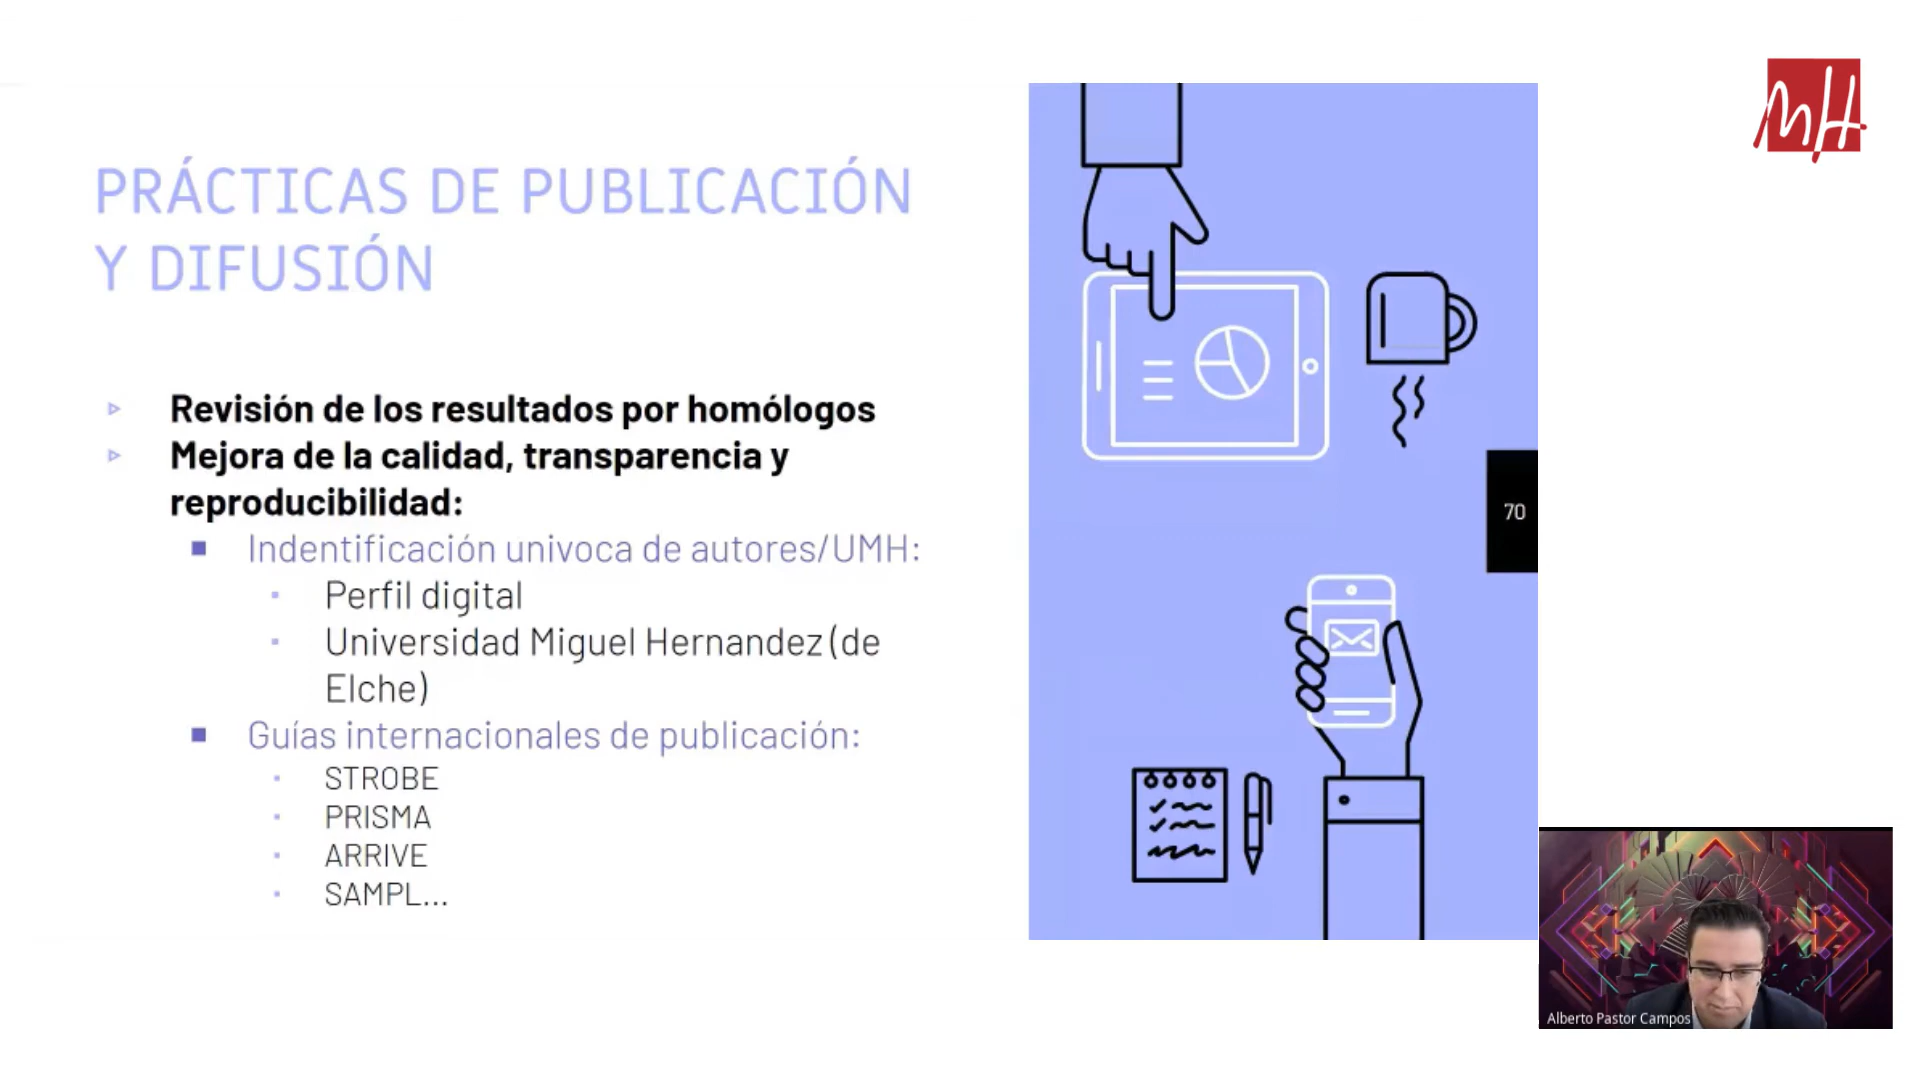 MH
PRÁCTICAS DE PUBLICACIÓN
Y DIFUSIÓN
Revisión de los resultados por homólogos
Mejora de la calidad, transparencia y
reproducibilidad:
Indentificación univoca de autores/UMH:
Perfil digital
Universidad Miguel Hernandez (de
Elche)
Guías internacionales de publicación:
STROBE
PRISMA
ARRIVE
SAMPL...
70
Alberto Pastor Campos